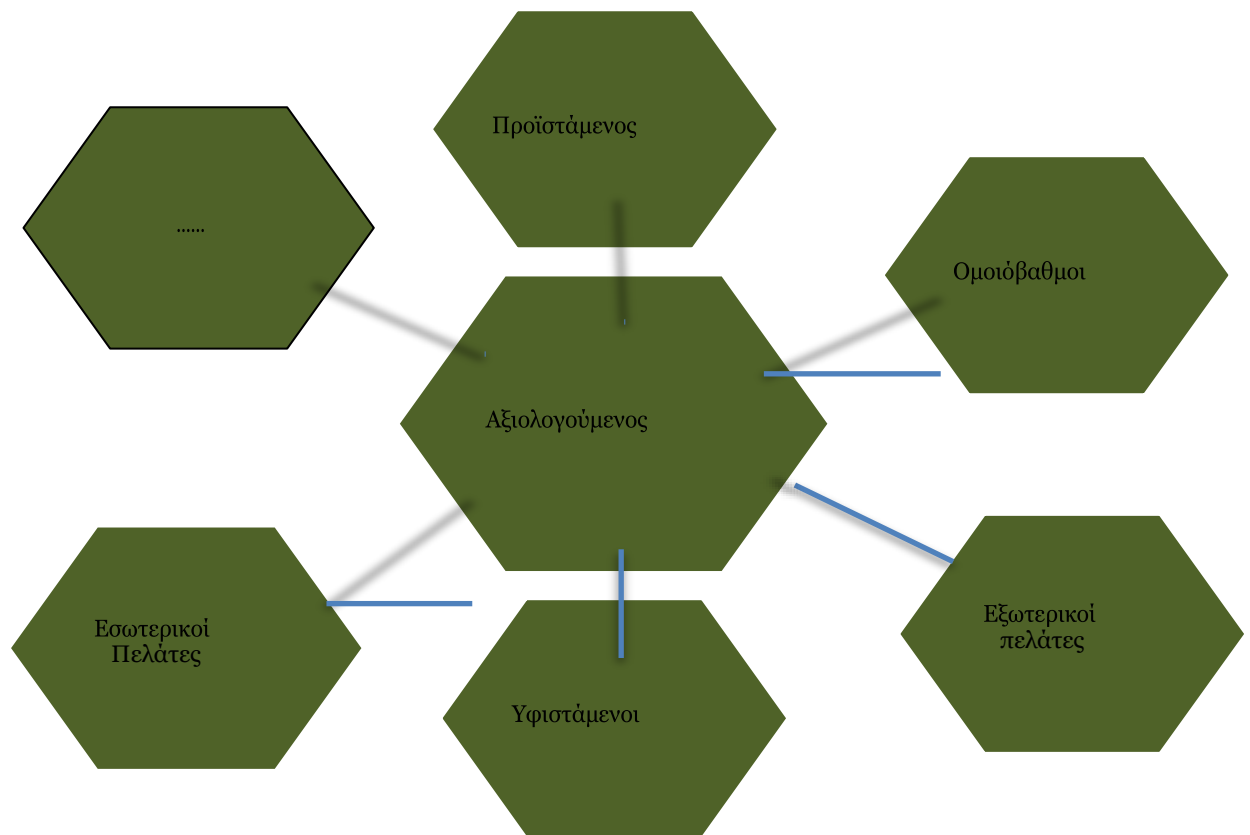 Προϊστάμενος
......
Ομοιόβαθμοι
Αξιολογούμενος
Εσωτερικοί
Πελάτες
Εξωτερικοί
πελάτες
Υφιστάμενοι